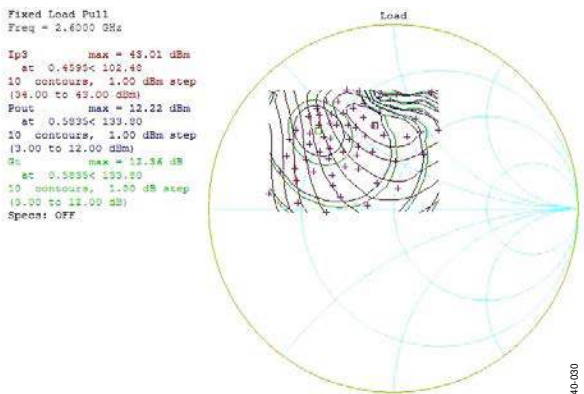 Fixed Load Pull
Freq = 2.6000 GHz
Ip3 max = 43.01 dBm
at 0.4595< 102.48
10 contours, 1.00 dBm step
(34.00 to 43.00 dBm)
Pout max = 12.22 dBm
at 0.5835< 133.80
10 contours, 1.00 dBm step
(3.00 to 12.00 dBm)
Gt max = 12.36 dB
at 0.5835< 133.80
10 contours, 1.00 dB step
(3.00 to 12.00 dB)
Specs: OFF
Load
40-030